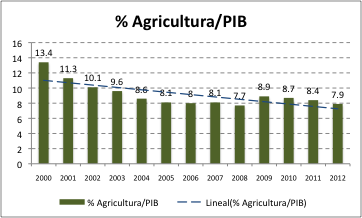 % Agricultura/PIB
16
14
12
10
8
6
4
2
0
13.4 11.3 10.1 9.6 8.6 8.1 8 8.1 7.7 8.9 8.7 8.4 7.9
2000 2001 2002 2003 2004 2005 2006 2007 2008 2009 2010 2011 2012
% Agricultura/PIB Lineal(% Agricultura/PIB)